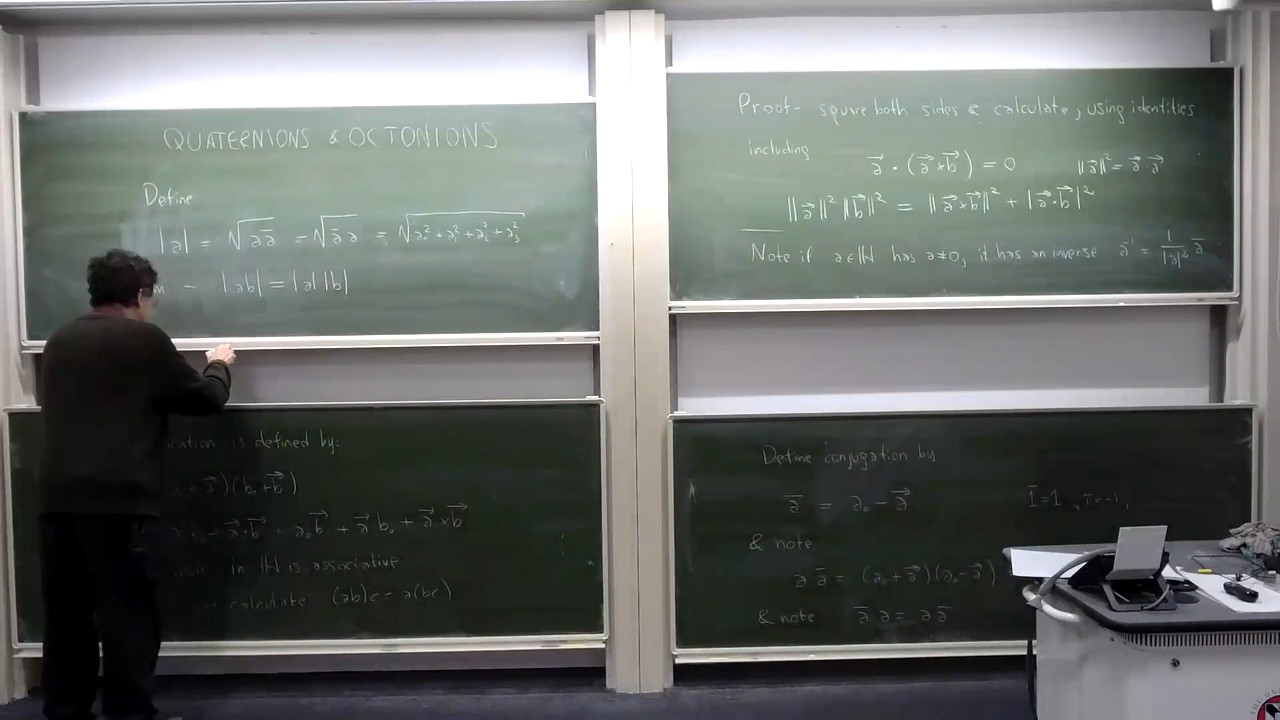 QUATERNIONS & OCTONIONS
Define
|a| = √(a ā) = √(ā a) = √(a₀² + a₁² + a₂² + a₃²)
m - |ab| = |a||b|
is defined by:
)(b₀ + b⃗)
- a⃗·b⃗ + a₀b⃗ + a⃗b₀ + a⃗×b⃗
in ℍ is associative
calculate (ab)c = a(bc)
Proof - square both sides & calculate, using identities
including a⃗ · (a⃗×b⃗) = 0 ||a⃗||² = a⃗·a⃗
||a⃗||² ||b⃗||² = ||a⃗×b⃗||² + |a⃗·b⃗|²
Note if a∈ℍ has a≠0, it has an inverse a⁻¹ = 1/|a|² ā
Define conjugation by
ā = a₀ - a⃗ 1̄=1, ī=-i,
& note
a ā = (a₀ + a⃗)(a₀ - a⃗)
& note ā a = a ā